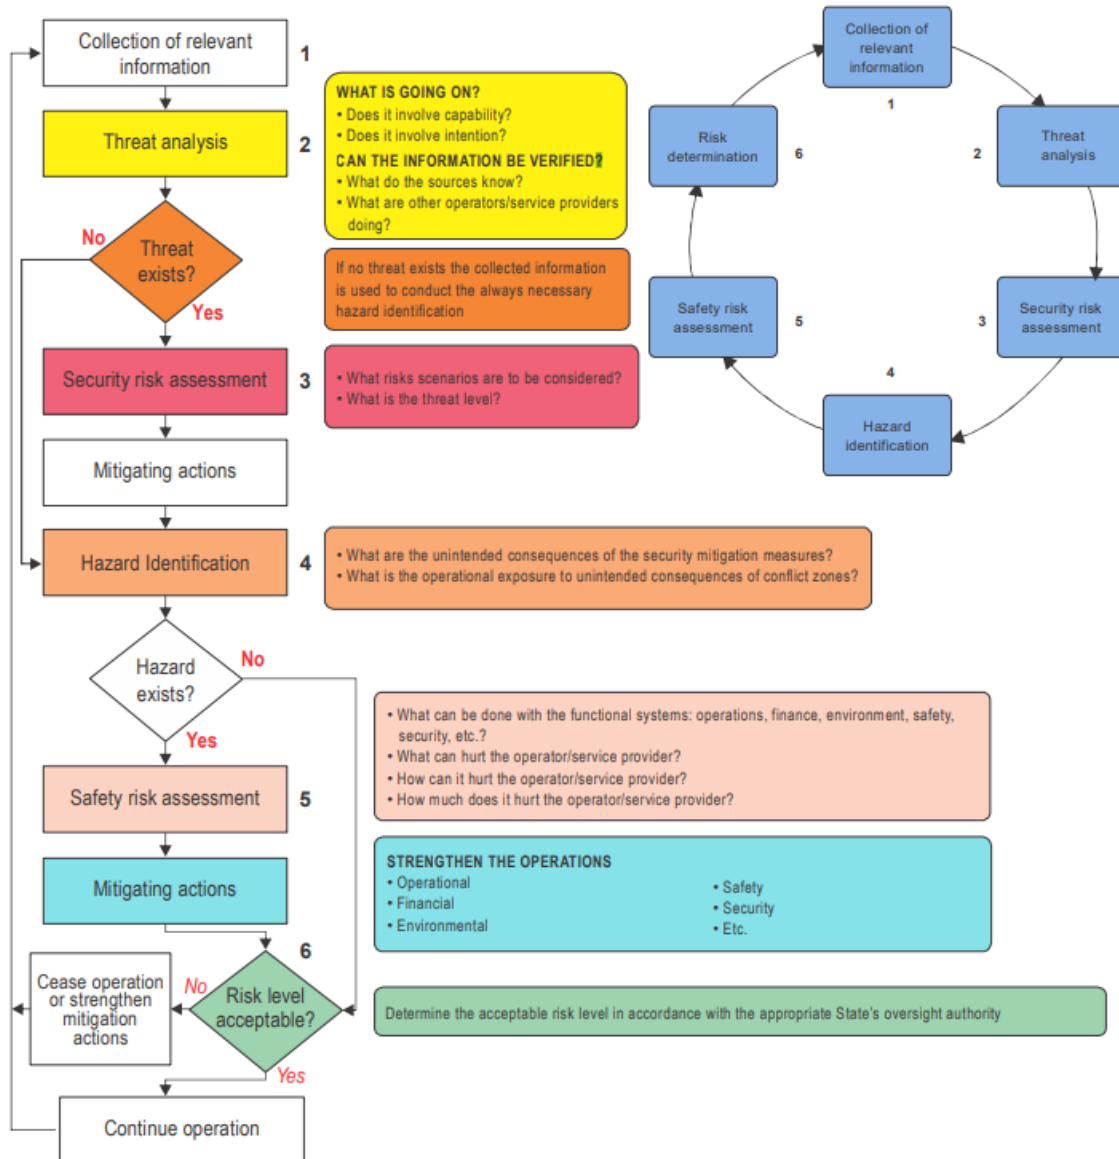 Collection of relevant
information
1
Threat analysis
2
WHAT IS GOING ON?
• Does it involve capability?
• Does it involve intention?
CAN THE INFORMATION BE VERIFIED?
• What do the sources know?
• What are other operators/service providers
doing?
No
Threat
exists?
Yes
If no threat exists the collected information
is used to conduct the always necessary
hazard identification
Security risk assessment
3
• What risks scenarios are to be considered?
• What is the threat level?
Mitigating actions
Hazard Identification
4
• What are the unintended consequences of the security mitigation measures?
• What is the operational exposure to unintended consequences of conflict zones?
Hazard
exists?
No
Yes
Safety risk assessment
5
• What can be done with the functional systems: operations, finance, environment, safety,
security, etc.?
• What can hurt the operator/service provider?
• How can it hurt the operator/service provider?
• How much does it hurt the operator/service provider?
Mitigating actions
STRENGTHEN THE OPERATIONS
• Operational
• Financial
• Environmental
• Safety
• Security
• Etc.
6
Risk level
acceptable?
No
Cease operation
or strengthen
mitigation
actions
Yes
Determine the acceptable risk level in accordance with the appropriate State's oversight authority
Continue operation
Collection of
relevant
information
1
Threat
analysis
2
Security risk
assessment
3
Hazard
identification
4
Safety risk
assessment
5
Risk
determination
6